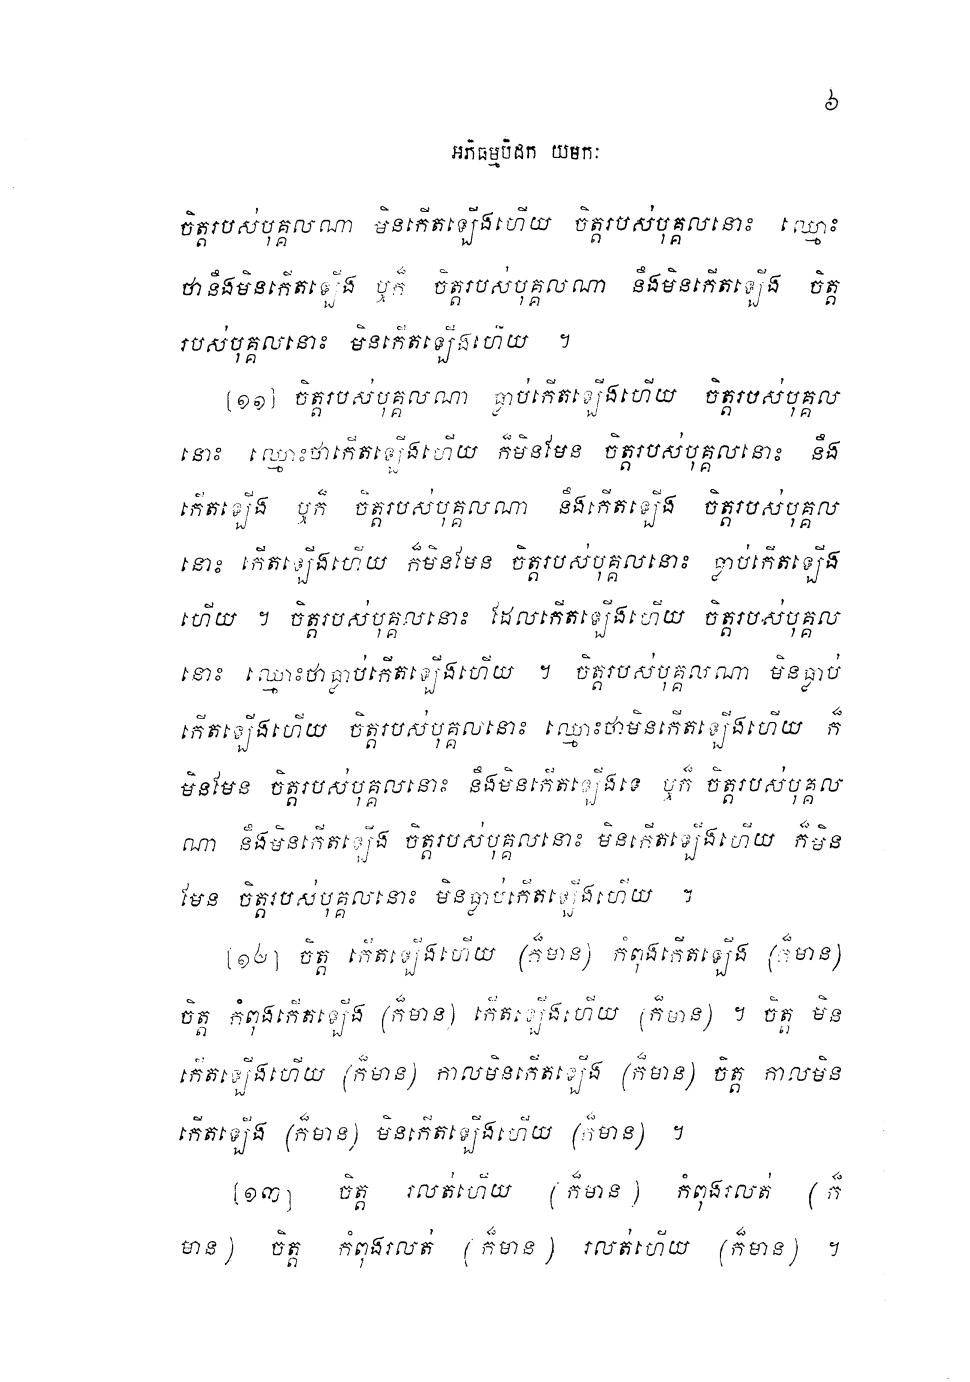 ៦
អភិធម្មបិដក យមកៈ
ចិត្តរបស់បុគ្គលណា មិនកើតឡើងហើយ ចិត្តរបស់បុគ្គលនោះ ឈ្មោះ
ថានឹងមិនកើតឡើង ឬក៏ ចិត្តរបស់បុគ្គលណា នឹងមិនកើតឡើង ចិត្ត
របស់បុគ្គលនោះ មិនកើតឡើងហើយ ។
[១១] ចិត្តរបស់បុគ្គលណា ធ្លាប់កើតឡើងហើយ ចិត្តរបស់បុគ្គល
នោះ ឈ្មោះថាកើតឡើងហើយ ក៏មិនមែន ចិត្តរបស់បុគ្គលនោះ នឹង
កើតឡើង ឬក៏ ចិត្តរបស់បុគ្គលណា នឹងកើតឡើង ចិត្តរបស់បុគ្គល
នោះ កើតឡើងហើយ ក៏មិនមែន ចិត្តរបស់បុគ្គលនោះ ធ្លាប់កើតឡើង
ហើយ ។ ចិត្តរបស់បុគ្គលនោះ ដែលកើតឡើងហើយ ចិត្តរបស់បុគ្គល
នោះ ឈ្មោះថាធ្លាប់កើតឡើងហើយ ។ ចិត្តរបស់បុគ្គលណា មិនធ្លាប់
កើតឡើងហើយ ចិត្តរបស់បុគ្គលនោះ ឈ្មោះថាមិនកើតឡើងហើយ ក៏
មិនមែន ចិត្តរបស់បុគ្គលនោះ នឹងមិនកើតឡើងទេ ឬក៏ ចិត្តរបស់បុគ្គល
ណា នឹងមិនកើតឡើង ចិត្តរបស់បុគ្គលនោះ មិនកើតឡើងហើយ ក៏មិន
មែន ចិត្តរបស់បុគ្គលនោះ មិនធ្លាប់កើតឡើងហើយ ។
[១២] ចិត្ត កើតឡើងហើយ (ក៏មាន) កំពុងកើតឡើង (ក៏មាន)
ចិត្ត កំពុងកើតឡើង (ក៏មាន) កើតឡើងហើយ (ក៏មាន) ។ ចិត្ត មិន
កើតឡើងហើយ (ក៏មាន) កាលមិនកើតឡើង (ក៏មាន) ចិត្ត កាលមិន
កើតឡើង (ក៏មាន) មិនកើតឡើងហើយ (ក៏មាន) ។
[១៣] ចិត្ត រលត់ហើយ (ក៏មាន) កំពុងរលត់ (ក៏
មាន) ចិត្ត កំពុងរលត់ (ក៏មាន) រលត់ហើយ (ក៏មាន) ។